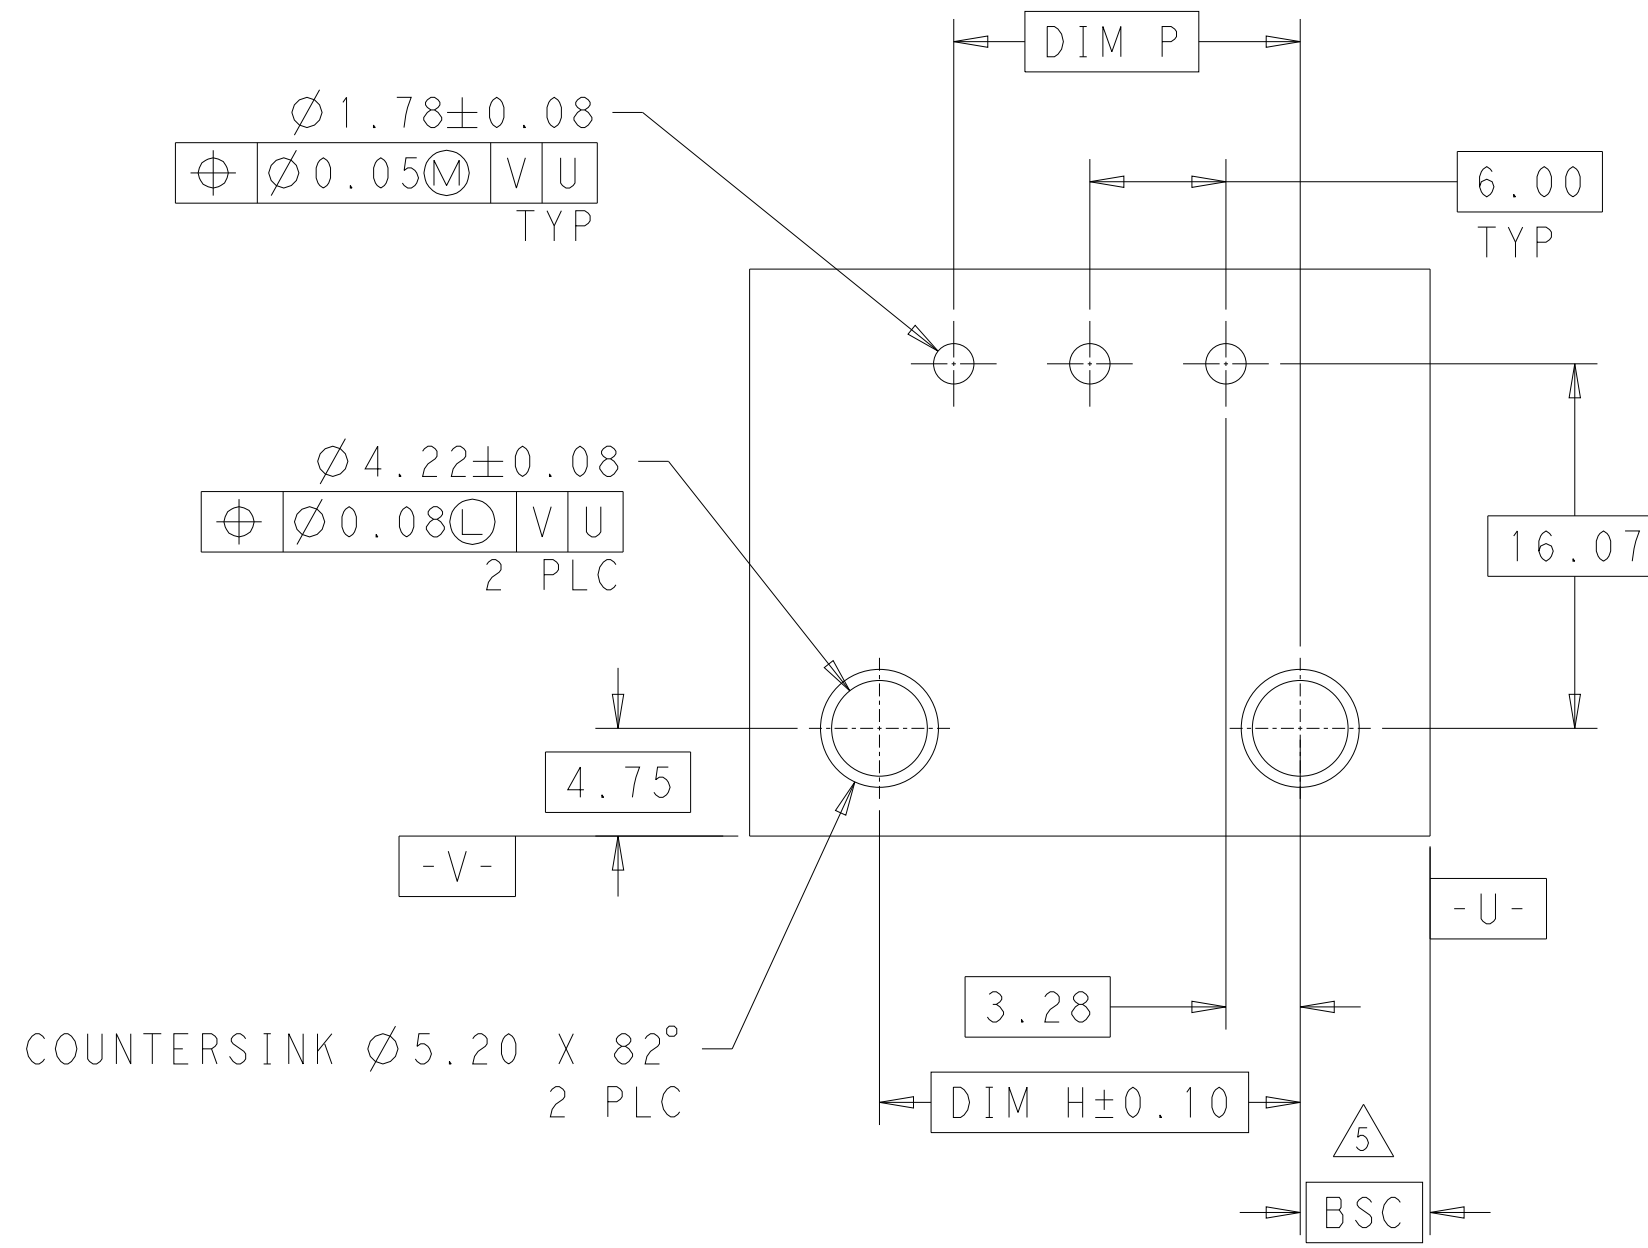 DIM P
Ø1.78±0.08
⌖ Ø0.05Ⓜ V U
TYP
6.00
TYP
Ø4.22±0.08
⌖ Ø0.08Ⓛ V U
2 PLC
16.07
4.75
-V-
-U-
3.28
COUNTERSINK Ø5.20 X 82°
2 PLC
DIM H±0.10
5
BSC